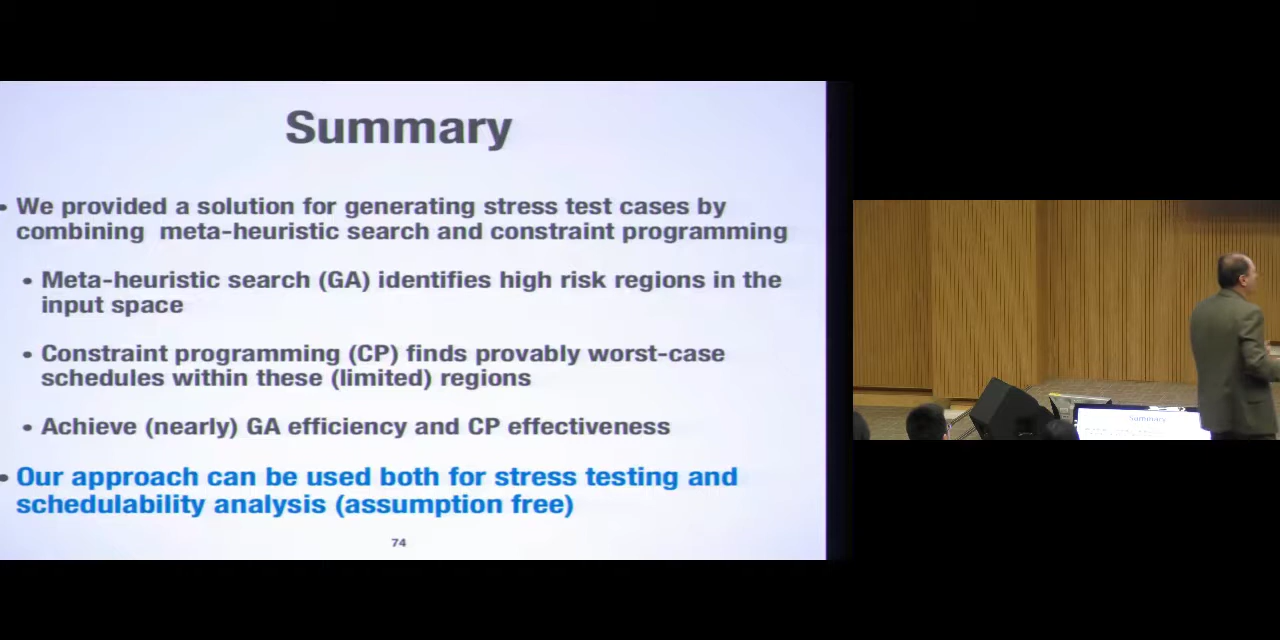 Summary
• We provided a solution for generating stress test cases by
combining meta-heuristic search and constraint programming
• Meta-heuristic search (GA) identifies high risk regions in the
input space
• Constraint programming (CP) finds provably worst-case
schedules within these (limited) regions
• Achieve (nearly) GA efficiency and CP effectiveness
• Our approach can be used both for stress testing and
schedulability analysis (assumption free)
74
Summary